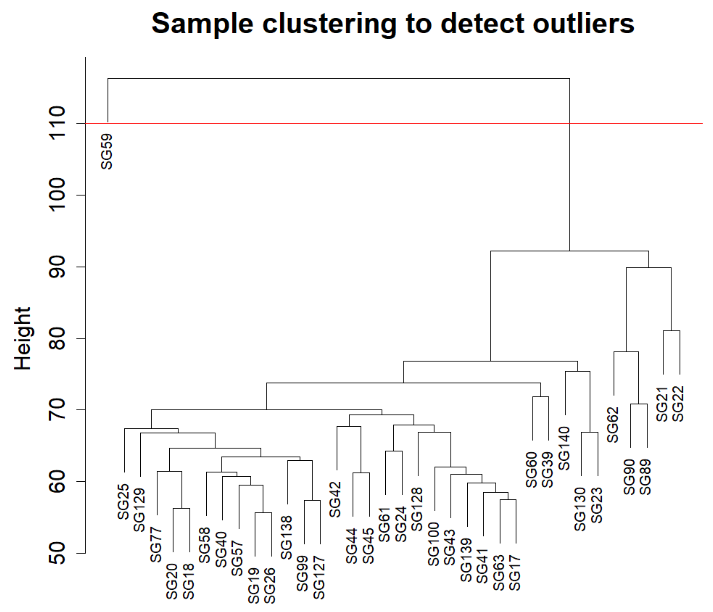 Sample clustering to detect outliers
Height
110
100
90
80
70
60
50
SG59
SG25
SG129
SG77
SG20
SG18
SG58
SG40
SG57
SG19
SG26
SG138
SG99
SG127
SG42
SG44
SG45
SG61
SG24
SG128
SG100
SG43
SG139
SG41
SG63
SG17
SG60
SG39
SG140
SG130
SG23
SG62
SG90
SG89
SG21
SG22